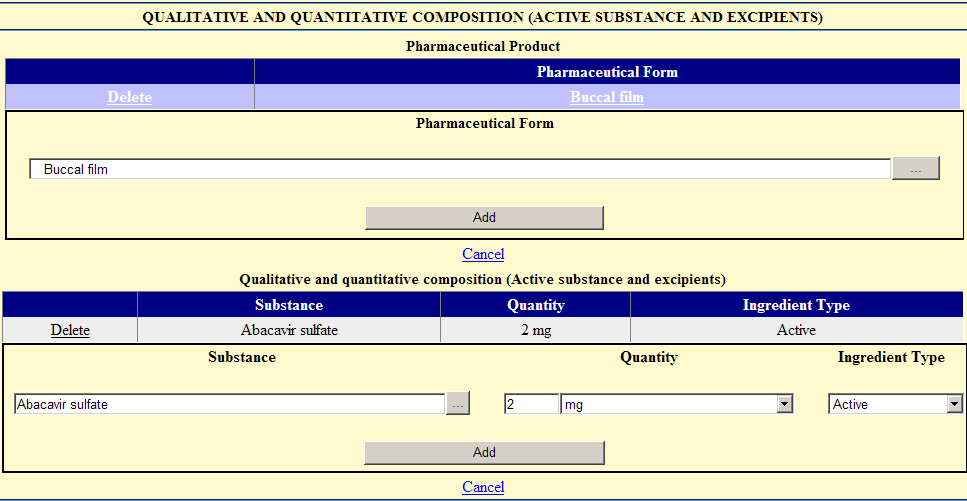 QUALITATIVE AND QUANTITATIVE COMPOSITION (ACTIVE SUBSTANCE AND EXCIPIENTS)
Pharmaceutical Product
Pharmaceutical Form
Delete Buccal film
Pharmaceutical Form
Buccal film ...
Add
Cancel
Qualitative and quantitative composition (Active substance and excipients)
Substance Quantity Ingredient Type
Delete Abacavir sulfate 2 mg Active
Substance Quantity Ingredient Type
Abacavir sulfate ... 2 mg Active
Add
Cancel